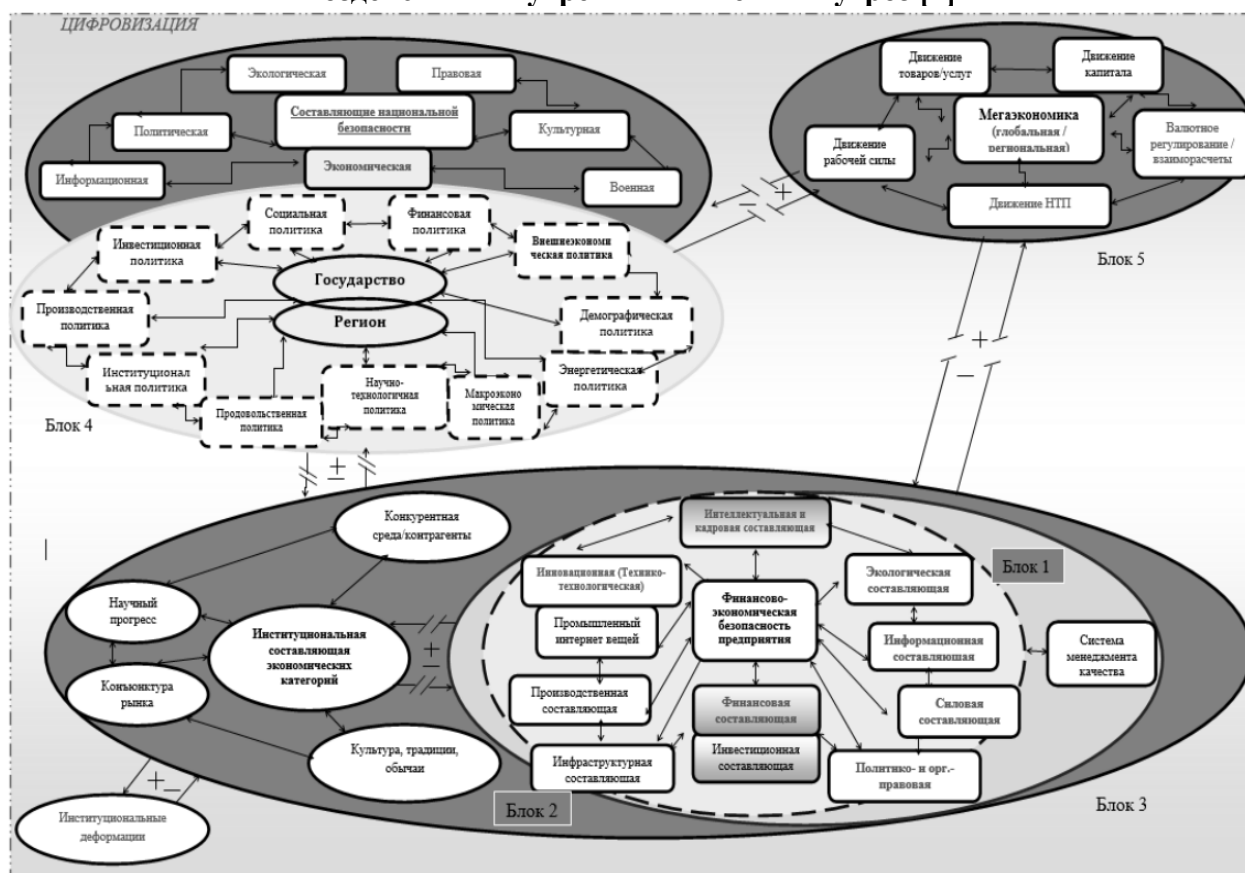 ЦИФРОВИЗАЦИЯ
Экологическая
Правовая
Составляющие национальной
безопасности
Политическая
Культурная
Экономическая
Информационная
Военная
Социальная
политика
Финансовая
политика
Инвестиционная
политика
Внешнеэкономи
ческая политика
Государство
Производственная
политика
Регион
Демографическая
политика
Институционал
ьная политика
Научно-
технологичная
политика
Энергетическая
политика
Продовольственная
политика
Макроэконо
мическая
политика
Блок 4
Движение
товаров/услуг
Движение
капитала
Мегаэкономика
(глобальная /
региональная)
Движение
рабочей силы
Валютное
регулирование /
взаиморасчеты
Движение НТП
Блок 5
+
−
+
−
±
Конкурентная
среда/контрагенты
Научный
прогресс
Институциональная
составляющая
экономических
категорий
Конъюнктура
рынка
Культура, традиции,
обычаи
+
−
Институциональные
деформации
±
Интеллектуальная и
кадровая составляющая
Блок 1
Инновационная (Технико-
технологическая)
Экологическая
составляющая
Финансово-
экономическая
безопасность
предприятия
Промышленный
интернет вещей
Информационная
составляющая
Система
менеджмента
качества
Производственная
составляющая
Финансовая
составляющая
Силовая
составляющая
Инфраструктурная
составляющая
Инвестиционная
составляющая
Политико- и орг.-
правовая
Блок 2
Блок 3